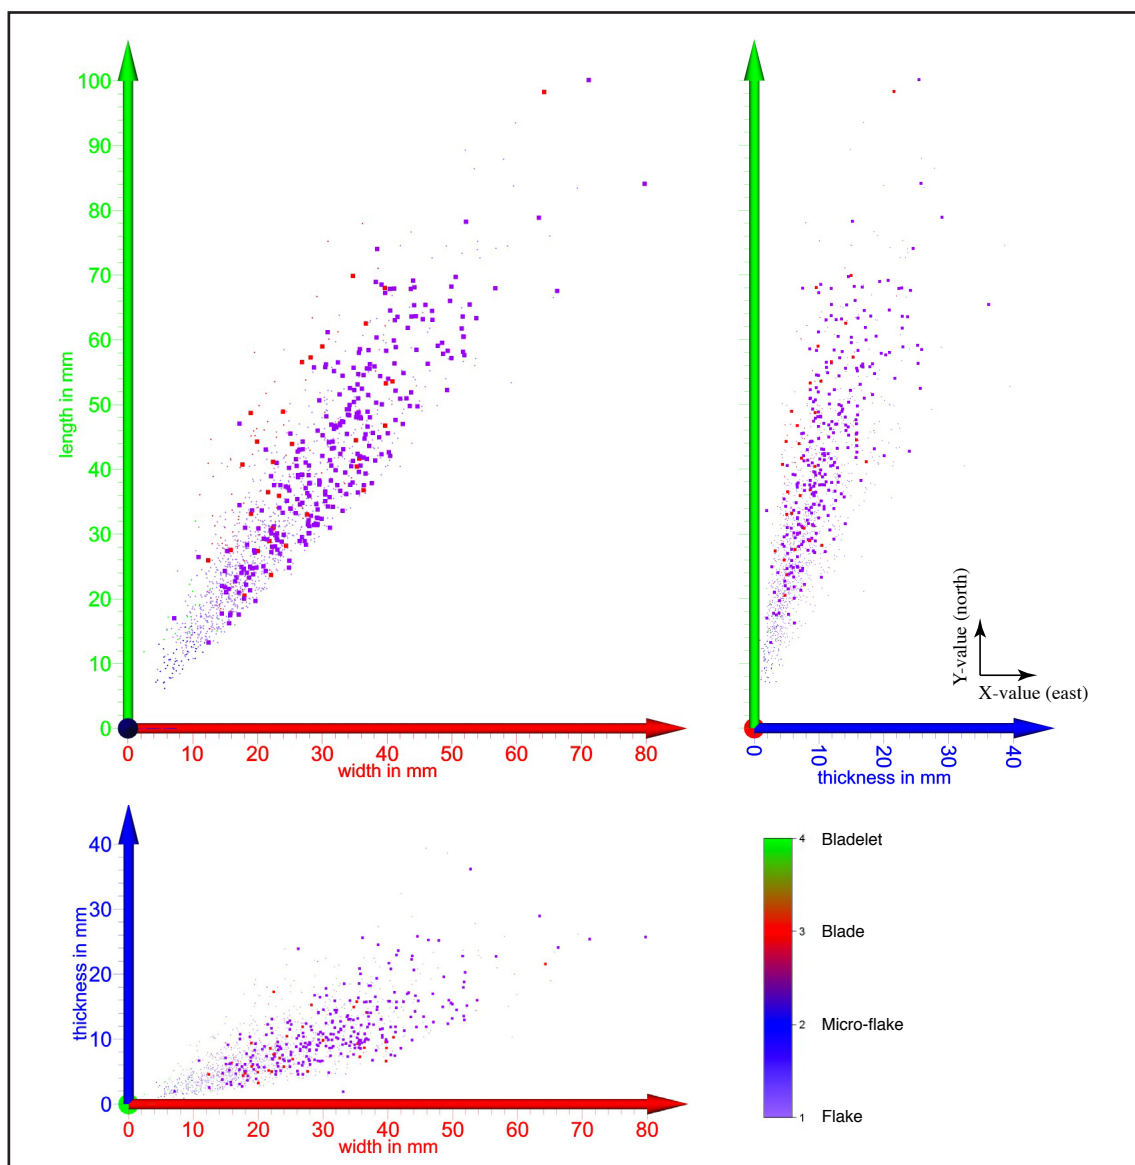 100
90
80
70
60
50
40
30
20
10
0
length in mm
0 10 20 30 40 50 60 70 80
width in mm
0 10 20 30 40
thickness in mm
Y-value (north)
X-value (east)
40
30
20
10
0
thickness in mm
0 10 20 30 40 50 60 70 80
width in mm
4 Bladelet
3 Blade
2 Micro-flake
1 Flake